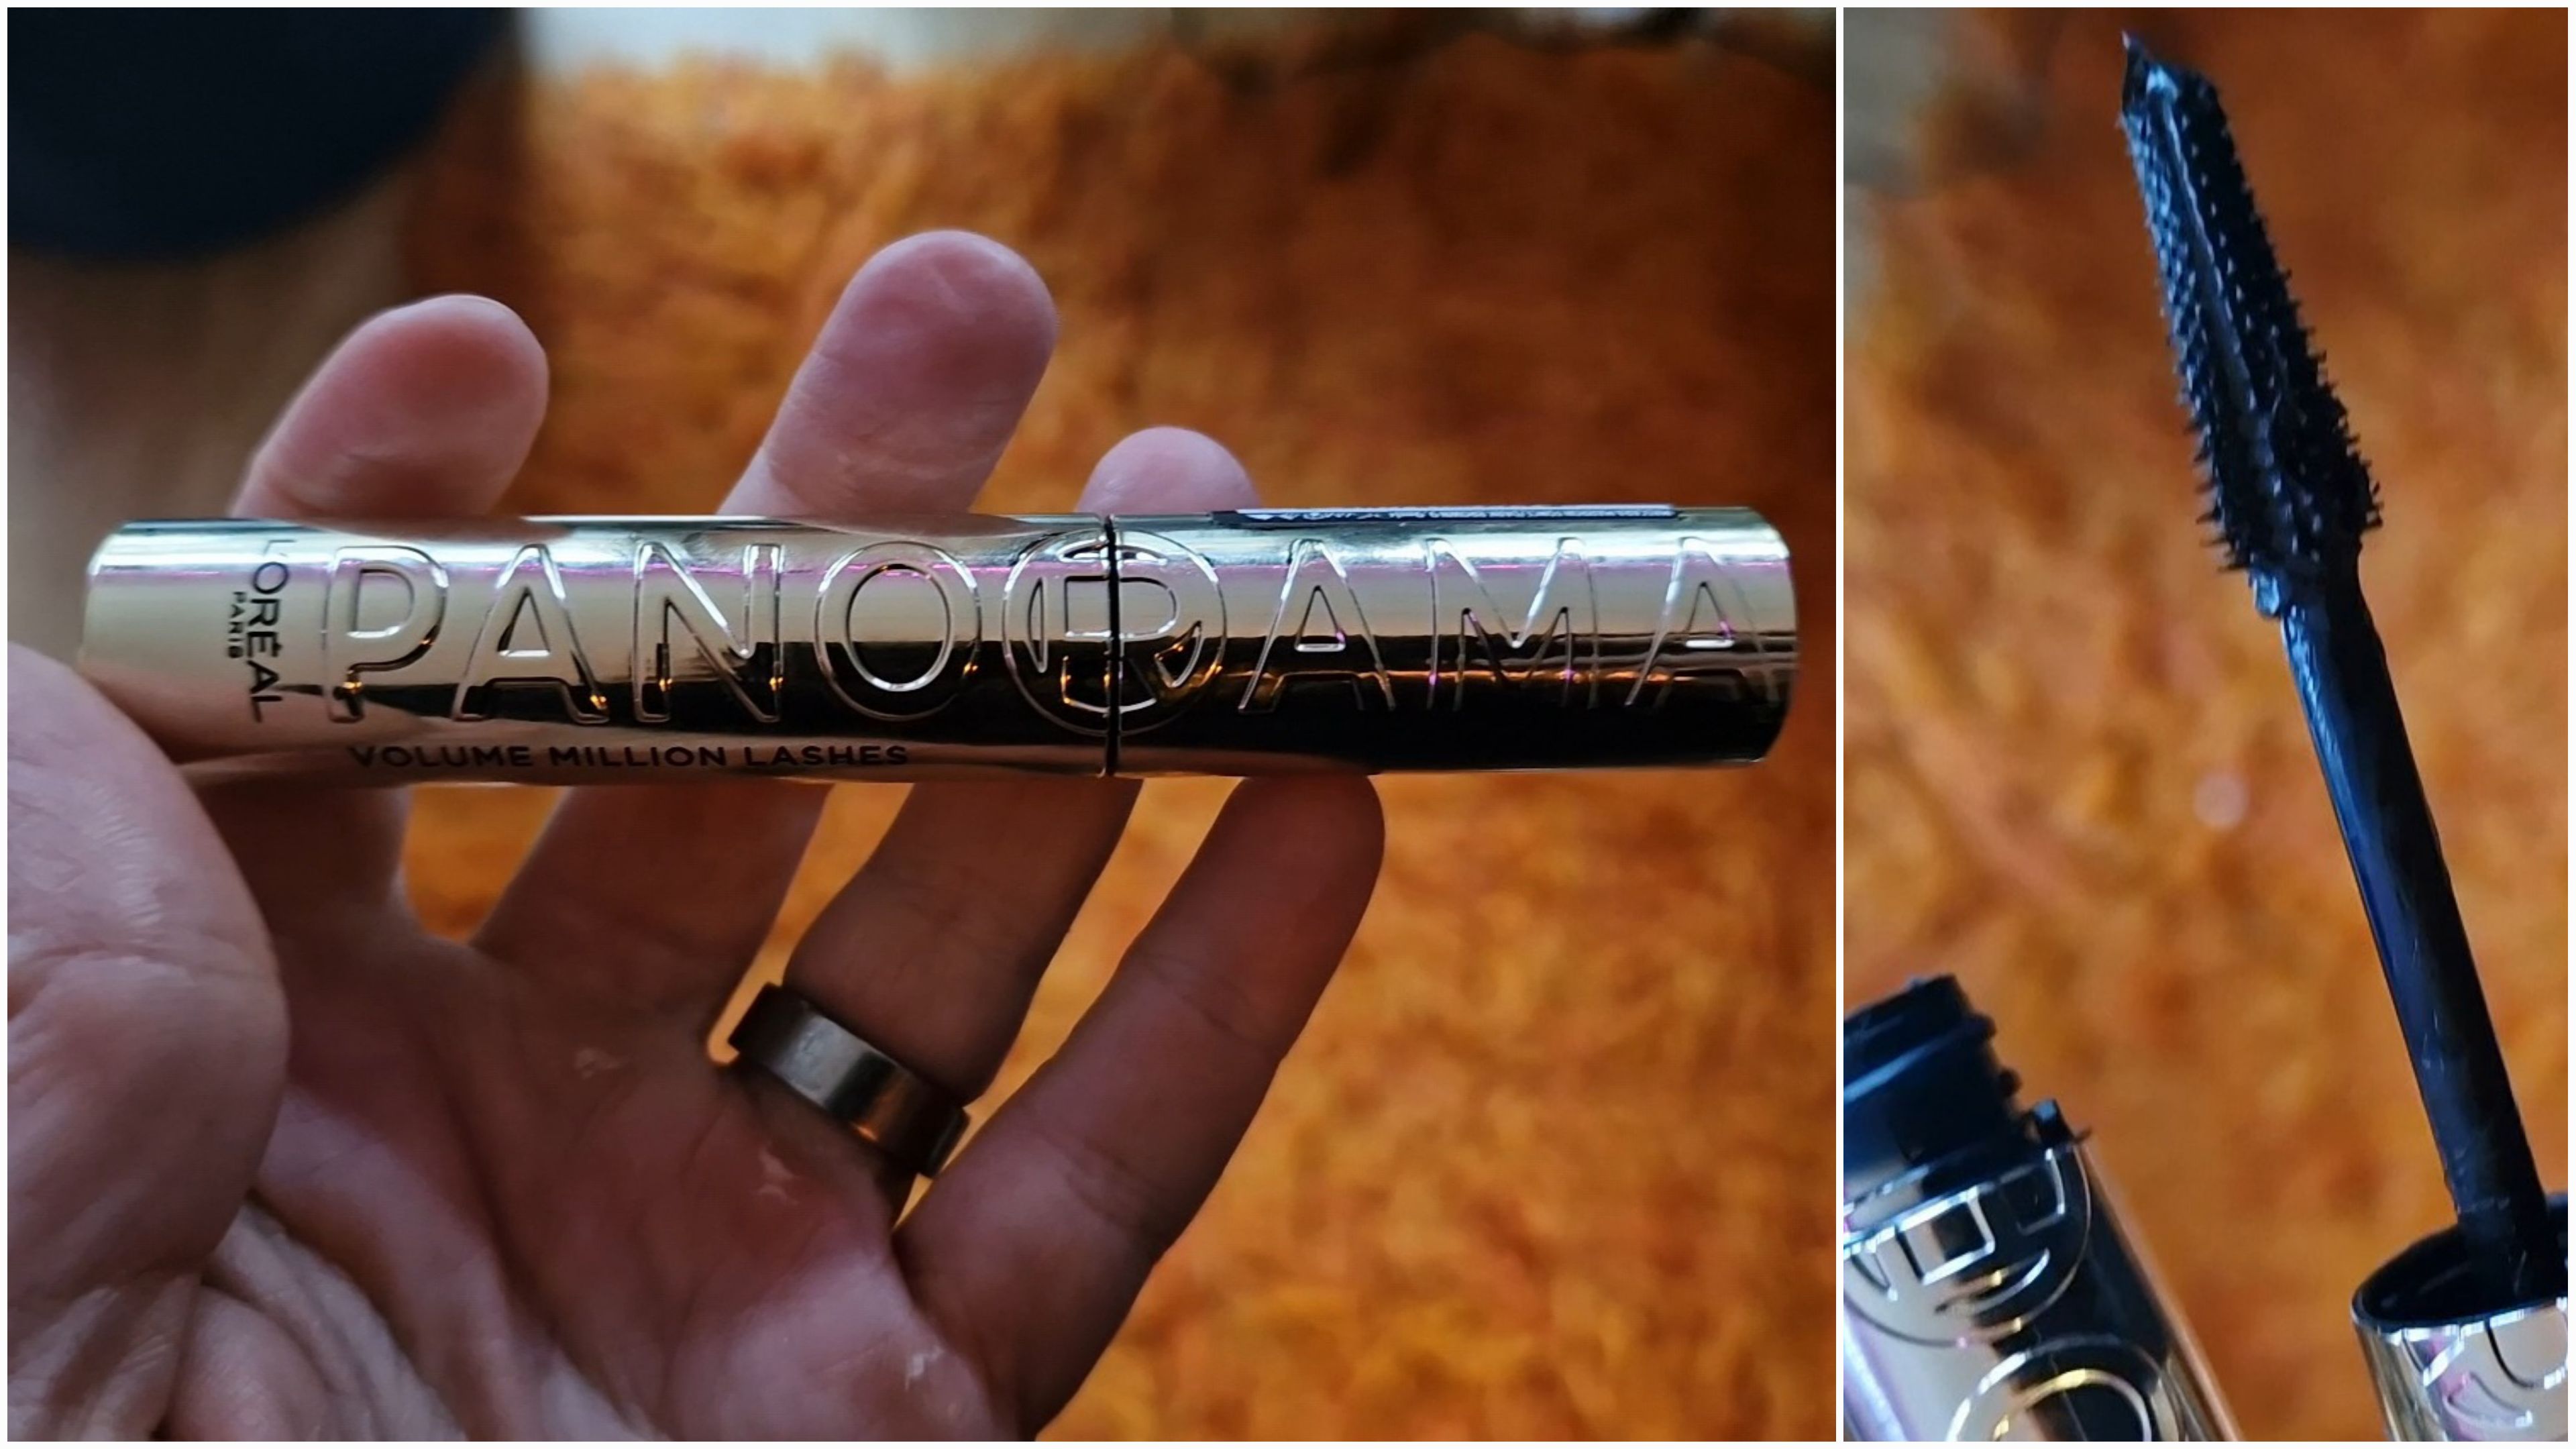 L'ORÉAL
PARIS
PANORAMA
VOLUME MILLION LASHES